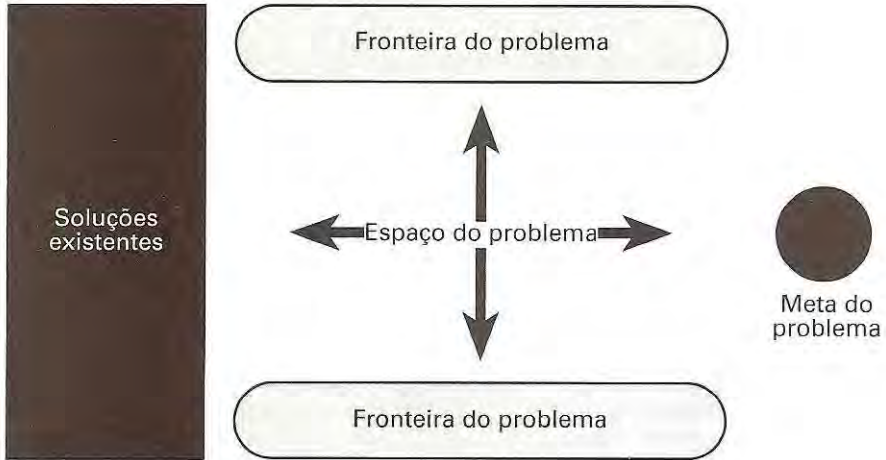 Fronteira do problema
Soluções
existentes
Espaço do problema
Meta do
problema
Fronteira do problema